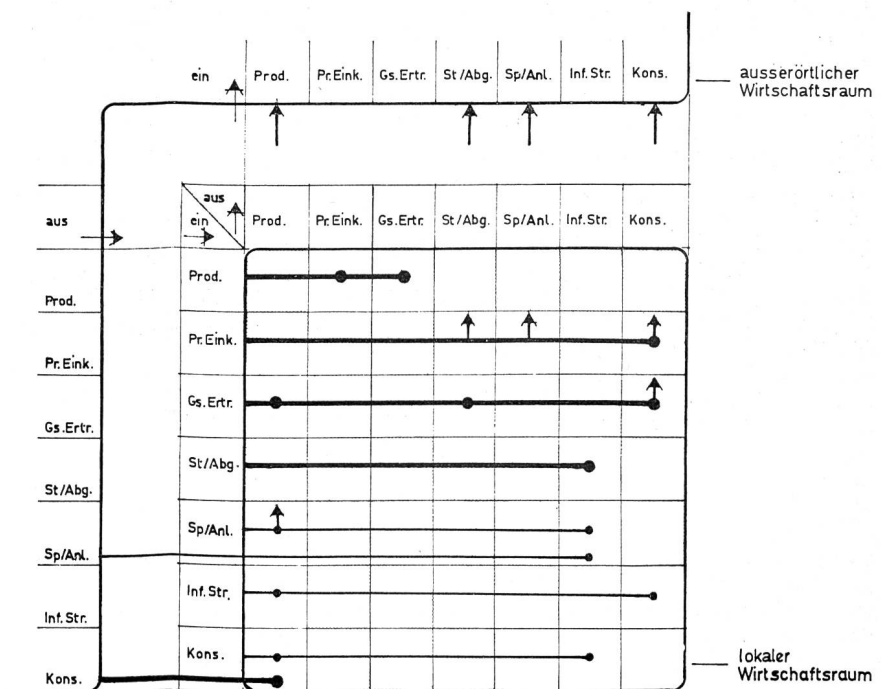 ein Prod. Pr.Eink. Gs.Ertr. St/Abg. Sp/Anl. Inf.Str. Kons.
ausserörtlicher
Wirtschaftsraum
aus
aus
ein
Prod. Pr.Eink. Gs.Ertr. St/Abg. Sp/Anl. Inf.Str. Kons.
Prod.
Prod.
Pr.Eink.
Pr.Eink.
Gs.Ertr.
Gs.Ertr.
St/Abg.
St/Abg.
Sp/Anl.
Sp/Anl.
Inf.Str.
Inf.Str.
Kons.
Kons.
lokaler
Wirtschaftsraum